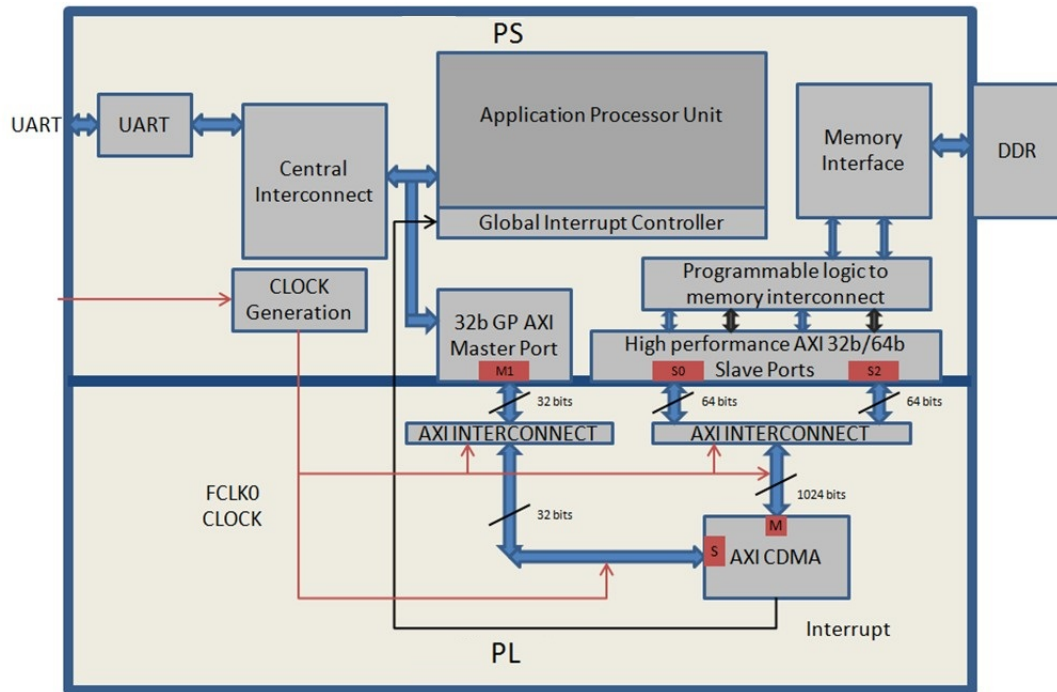 PS
UART
UART
Central
Interconnect
Application Processor Unit
Global Interrupt Controller
Memory
Interface
DDR
CLOCK
Generation
Programmable logic to
memory interconnect
32b GP AXI
Master Port
M1
High performance AXI 32b/64b
Slave Ports
S0
S2
32 bits
64 bits
64 bits
AXI INTERCONNECT
AXI INTERCONNECT
FCLK0
CLOCK
32 bits
1024 bits
M
S
AXI CDMA
Interrupt
PL